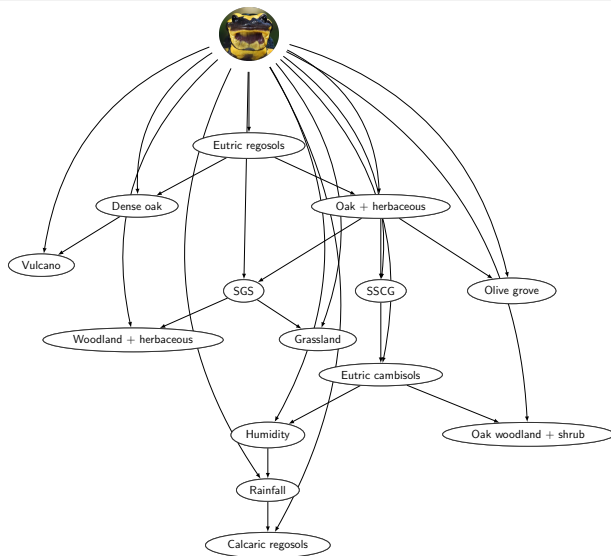 Eutric regosols
Dense oak
Oak + herbaceous
Vulcano
SGS
SSCG
Olive grove
Woodland + herbaceous
Grassland
Eutric cambisols
Humidity
Oak woodland + shrub
Rainfall
Calcaric regosols